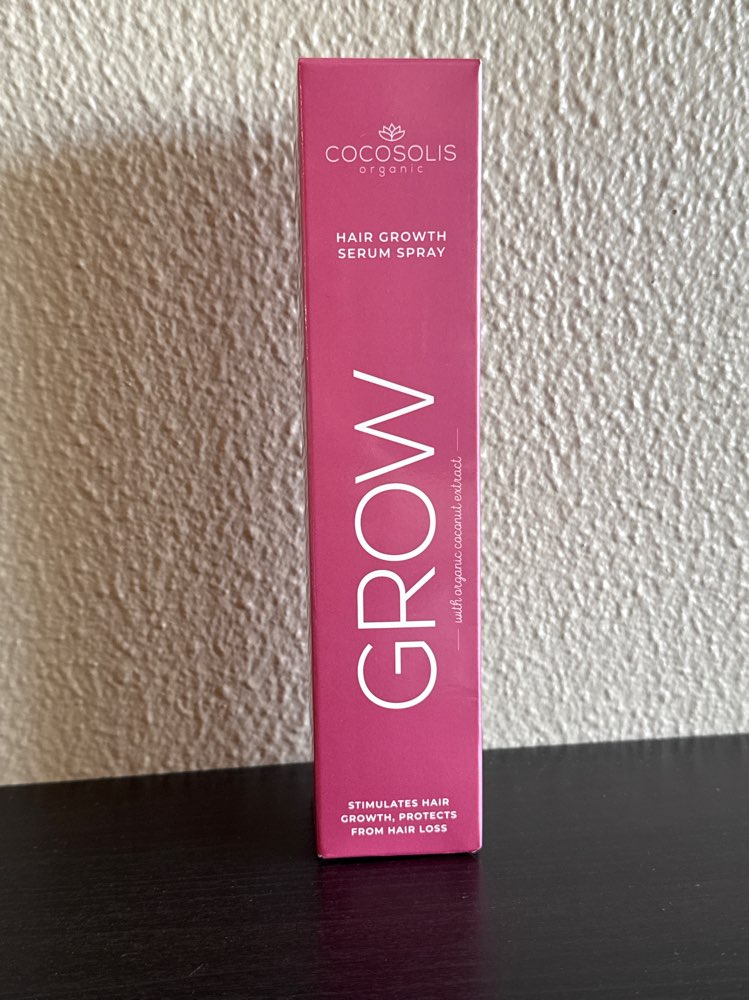 COCOSOLIS
organic
HAIR GROWTH
SERUM SPRAY
GROW
with organic coconut extract
STIMULATES HAIR
GROWTH, PROTECTS
FROM HAIR LOSS